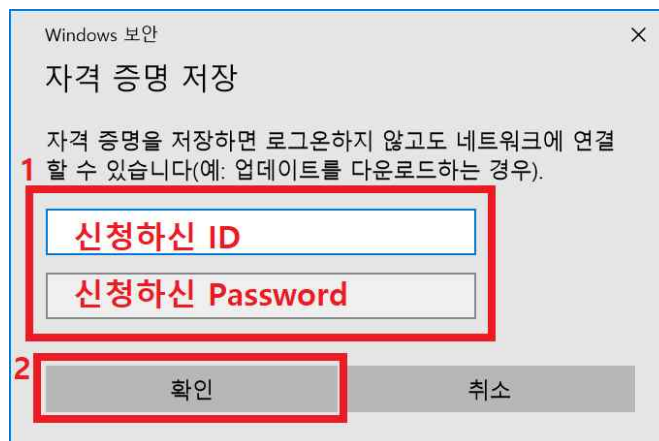 Windows 보안
자격 증명 저장
자격 증명을 저장하면 로그온하지 않고도 네트워크에 연결
1 할 수 있습니다(예: 업데이트를 다운로드하는 경우).
신청하신 ID
신청하신 Password
2
확인 취소